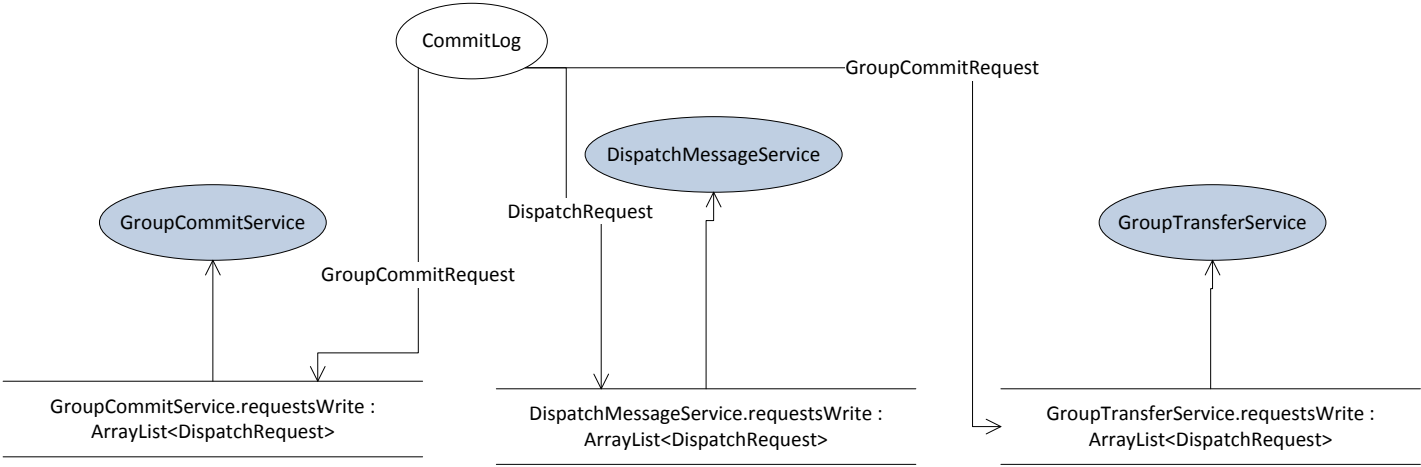 CommitLog
GroupCommitRequest
DispatchMessageService
DispatchRequest
GroupCommitService
GroupTransferService
GroupCommitRequest
GroupCommitService.requestsWrite :
ArrayList<DispatchRequest>
DispatchMessageService.requestsWrite :
ArrayList<DispatchRequest>
GroupTransferService.requestsWrite :
ArrayList<DispatchRequest>